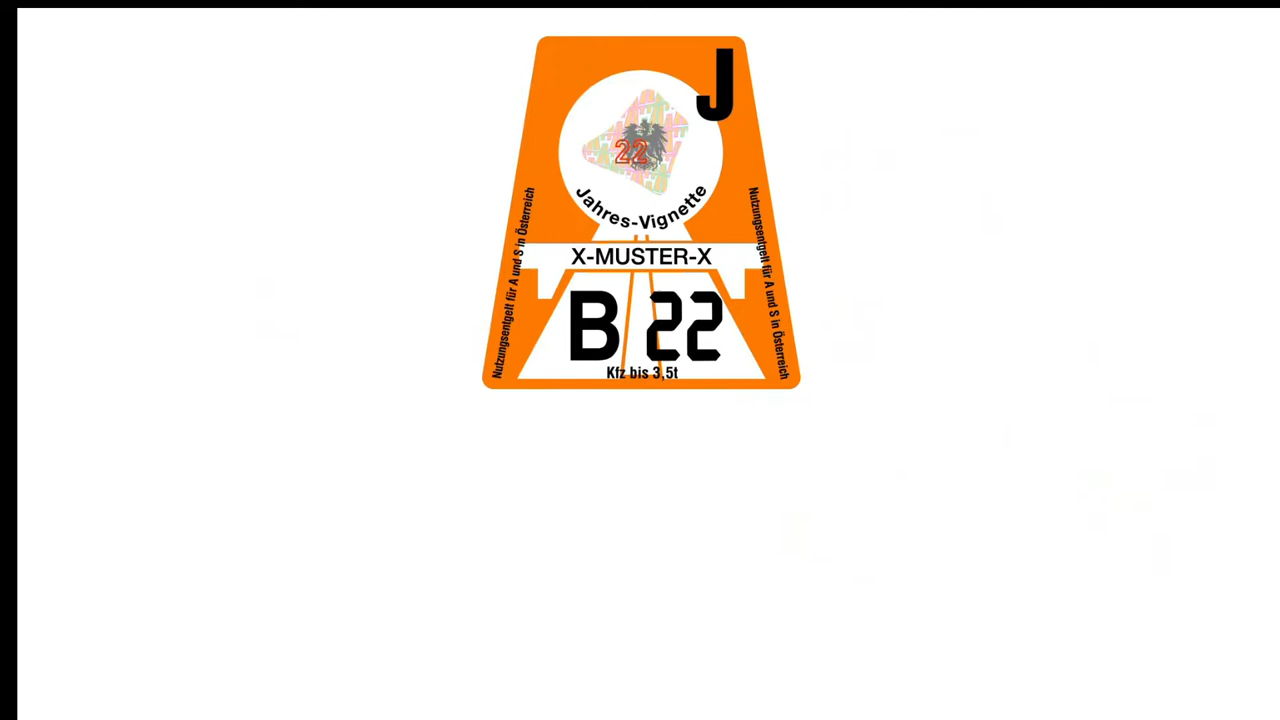 J
22
Jahres-Vignette
X-MUSTER-X
Nutzungsentgelt für A und S in Österreich
Nutzungsentgelt für A und S in Österreich
B 22
Kfz bis 3,5t